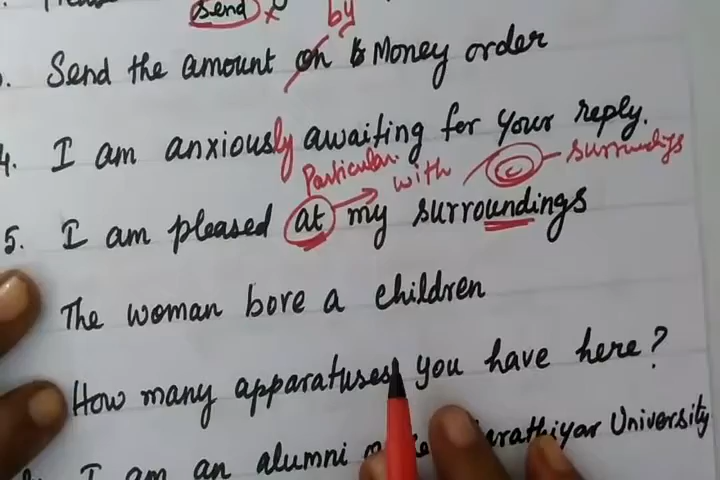 send x by
Send the amount on Money order
4. I am anxiously awaiting for your reply.
Particular with surroundings
5. I am pleased at my surroundings
The woman bore a children
How many apparatuses you have here?
I am an alumni University